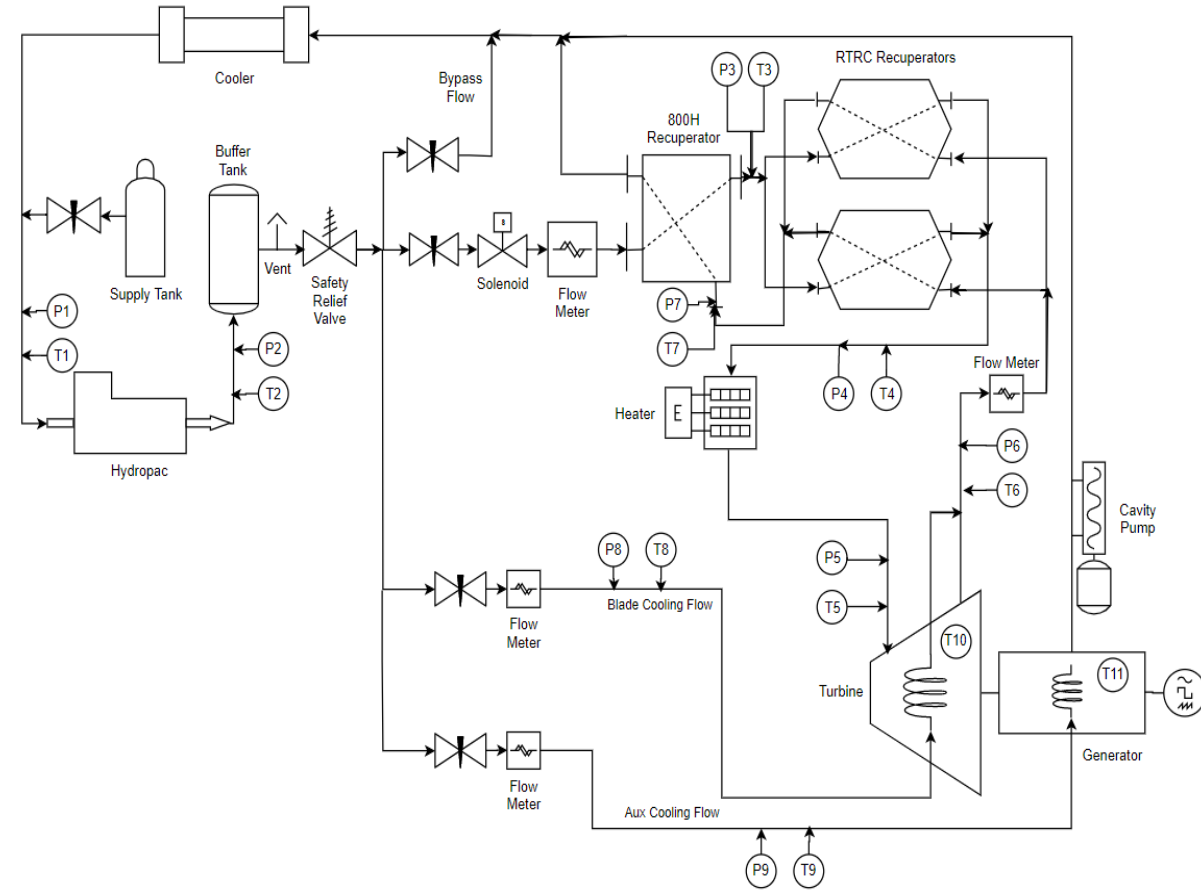 P3
T3
RTRC Recuperators
Cooler
Bypass
Flow
800H
Recuperator
Buffer
Tank
8
Vent
Solenoid
Supply Tank
Safety
Relief
Valve
Flow
Meter
P1
P7
T1
P2
T7
Flow Meter
T2
P4
T4
Heater
E
Hydropac
P6
T6
Cavity
Pump
P8
T8
P5
T5
Blade Cooling Flow
Flow
Meter
T10
T11
Turbine
Generator
Flow
Meter
Aux Cooling Flow
P9
T9